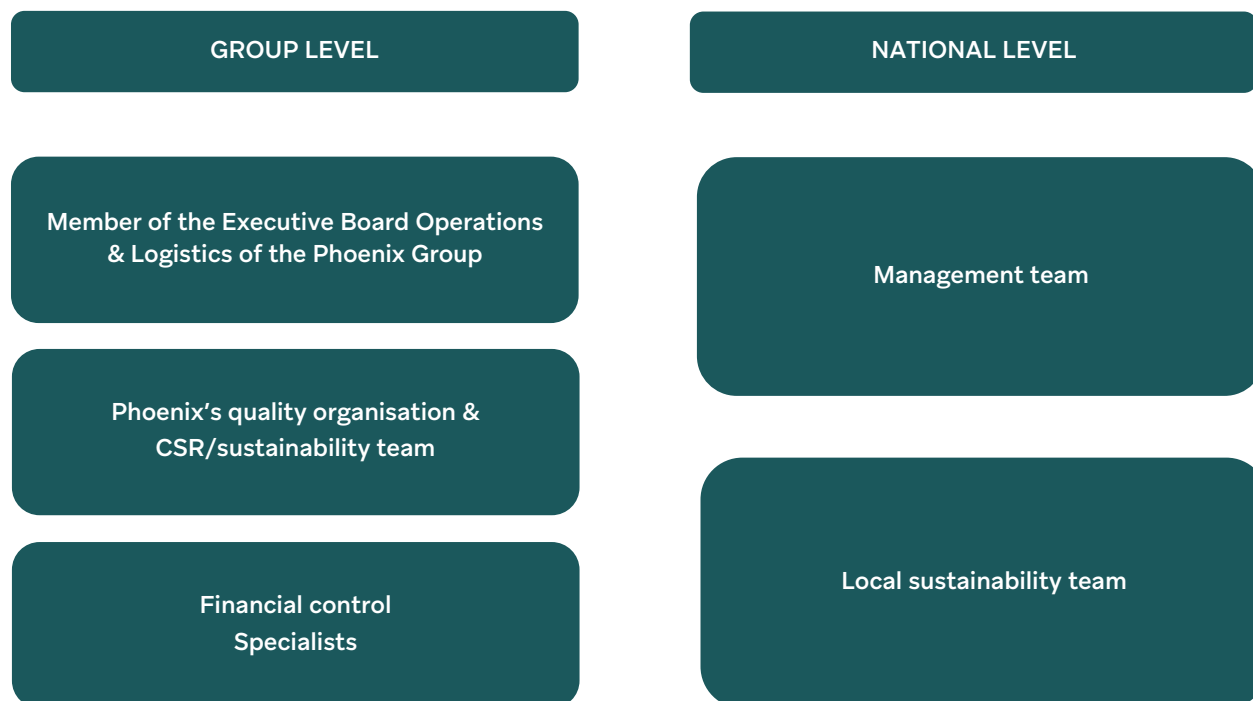 GROUP LEVEL
Member of the Executive Board Operations
& Logistics of the Phoenix Group
Phoenix’s quality organisation &
CSR/sustainability team
Financial control
Specialists
NATIONAL LEVEL
Management team
Local sustainability team